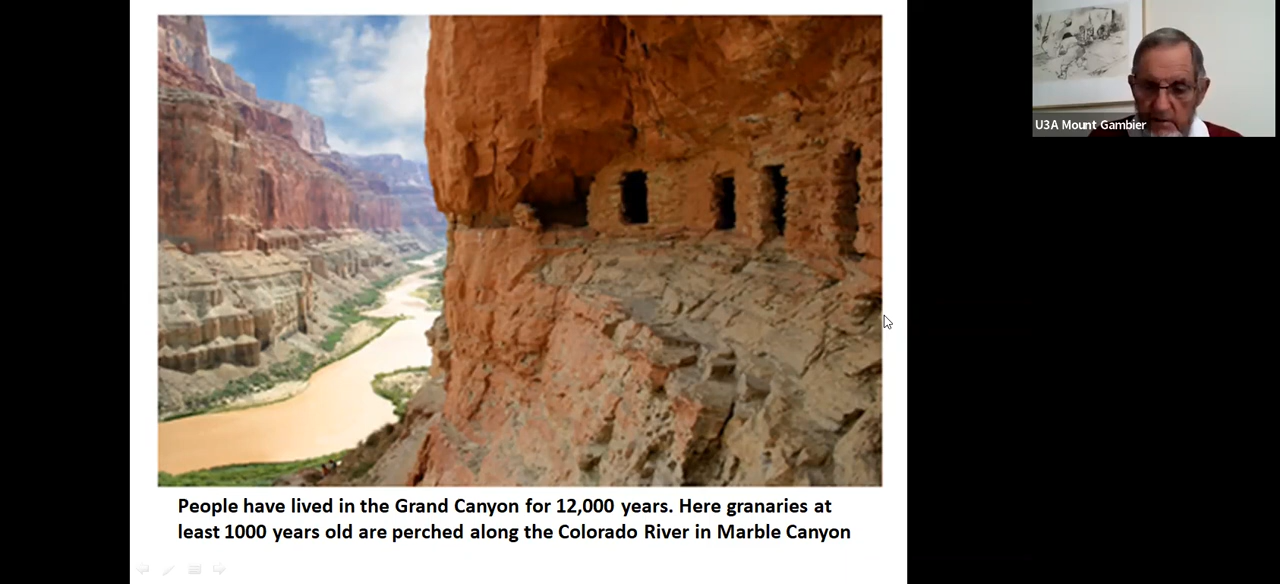 U3A Mount Gambier
People have lived in the Grand Canyon for 12,000 years. Here granaries at
least 1000 years old are perched along the Colorado River in Marble Canyon